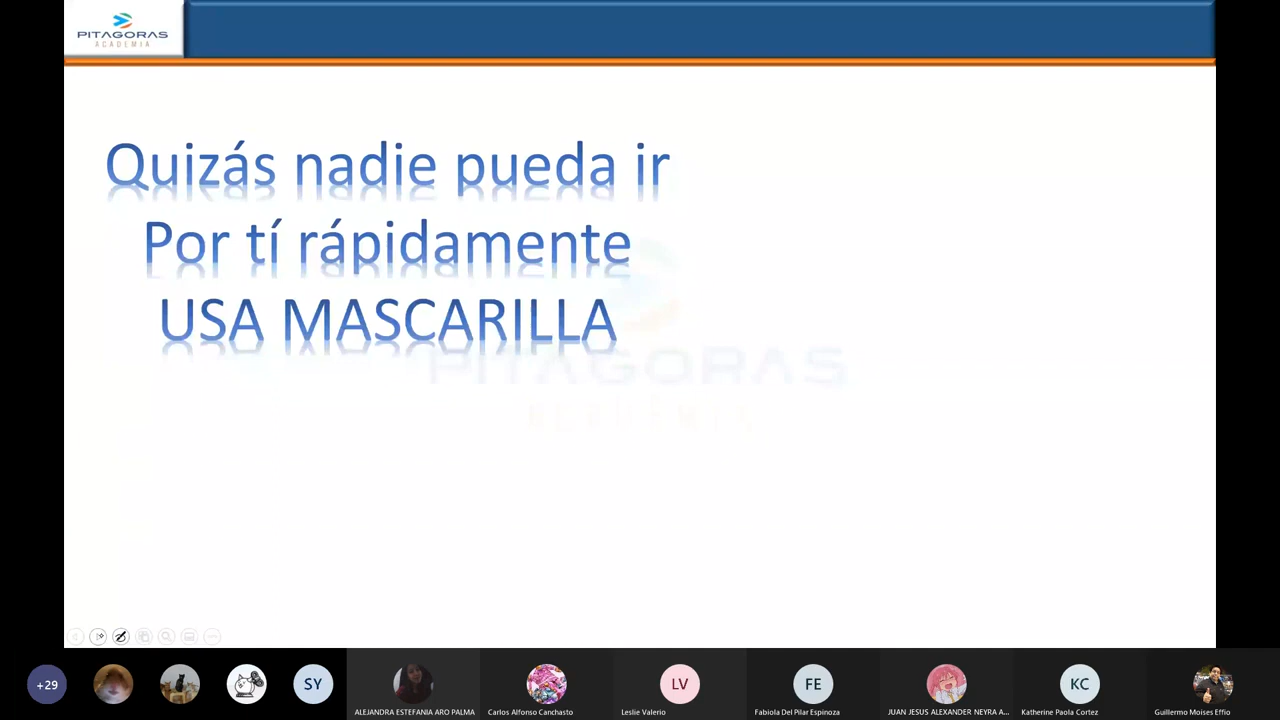 PITAGORAS
ACADEMIA
Quizás nadie pueda ir
Por tí rápidamente
USA MASCARILLA
PITAGORAS
+29
SY
LV
FE
KC
ALEJANDRA ESTEFANIA ARO PALMA
Carlos Alfonso Canchasto
Leslie Valerio
Fabiola Del Pilar Espinoza
JUAN JESUS ALEXANDER NEYRA A...
Katherine Paola Cortez
Guillermo Moises Effio